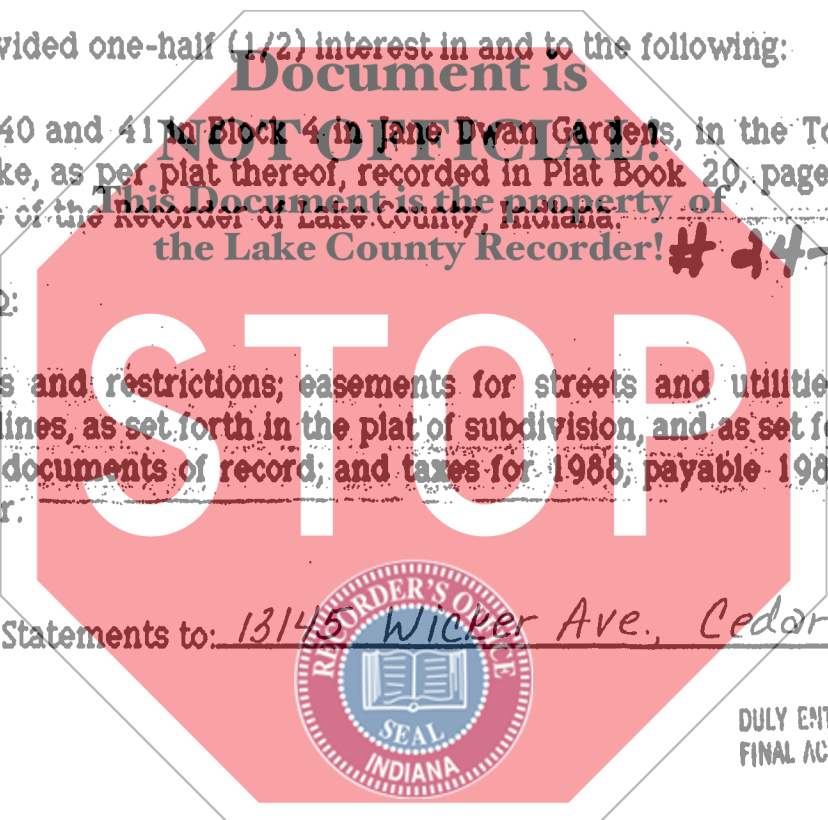 vided one-half (1/2) interest in and to the following:
Document is
40 and 41 in Block 4 in Jane Dwan Gardens, in the To
NOT OFFICIAL!
ke, as per plat thereof, recorded in Plat Book 20, page
This Document is the property of
of the Recorder of Lake County, Indiana.
the Lake County Recorder!
# 24-
o:
STOP
s and restrictions; easements for streets and utilitie
lines, as set forth in the plat of subdivision, and as set fo
documents of record; and taxes for 1988, payable 198
r.
RECORDER'S OFFICE
Statements to: 13145 Wicker Ave., Cedar
SEAL
INDIANA
DULY ENT
FINAL AC